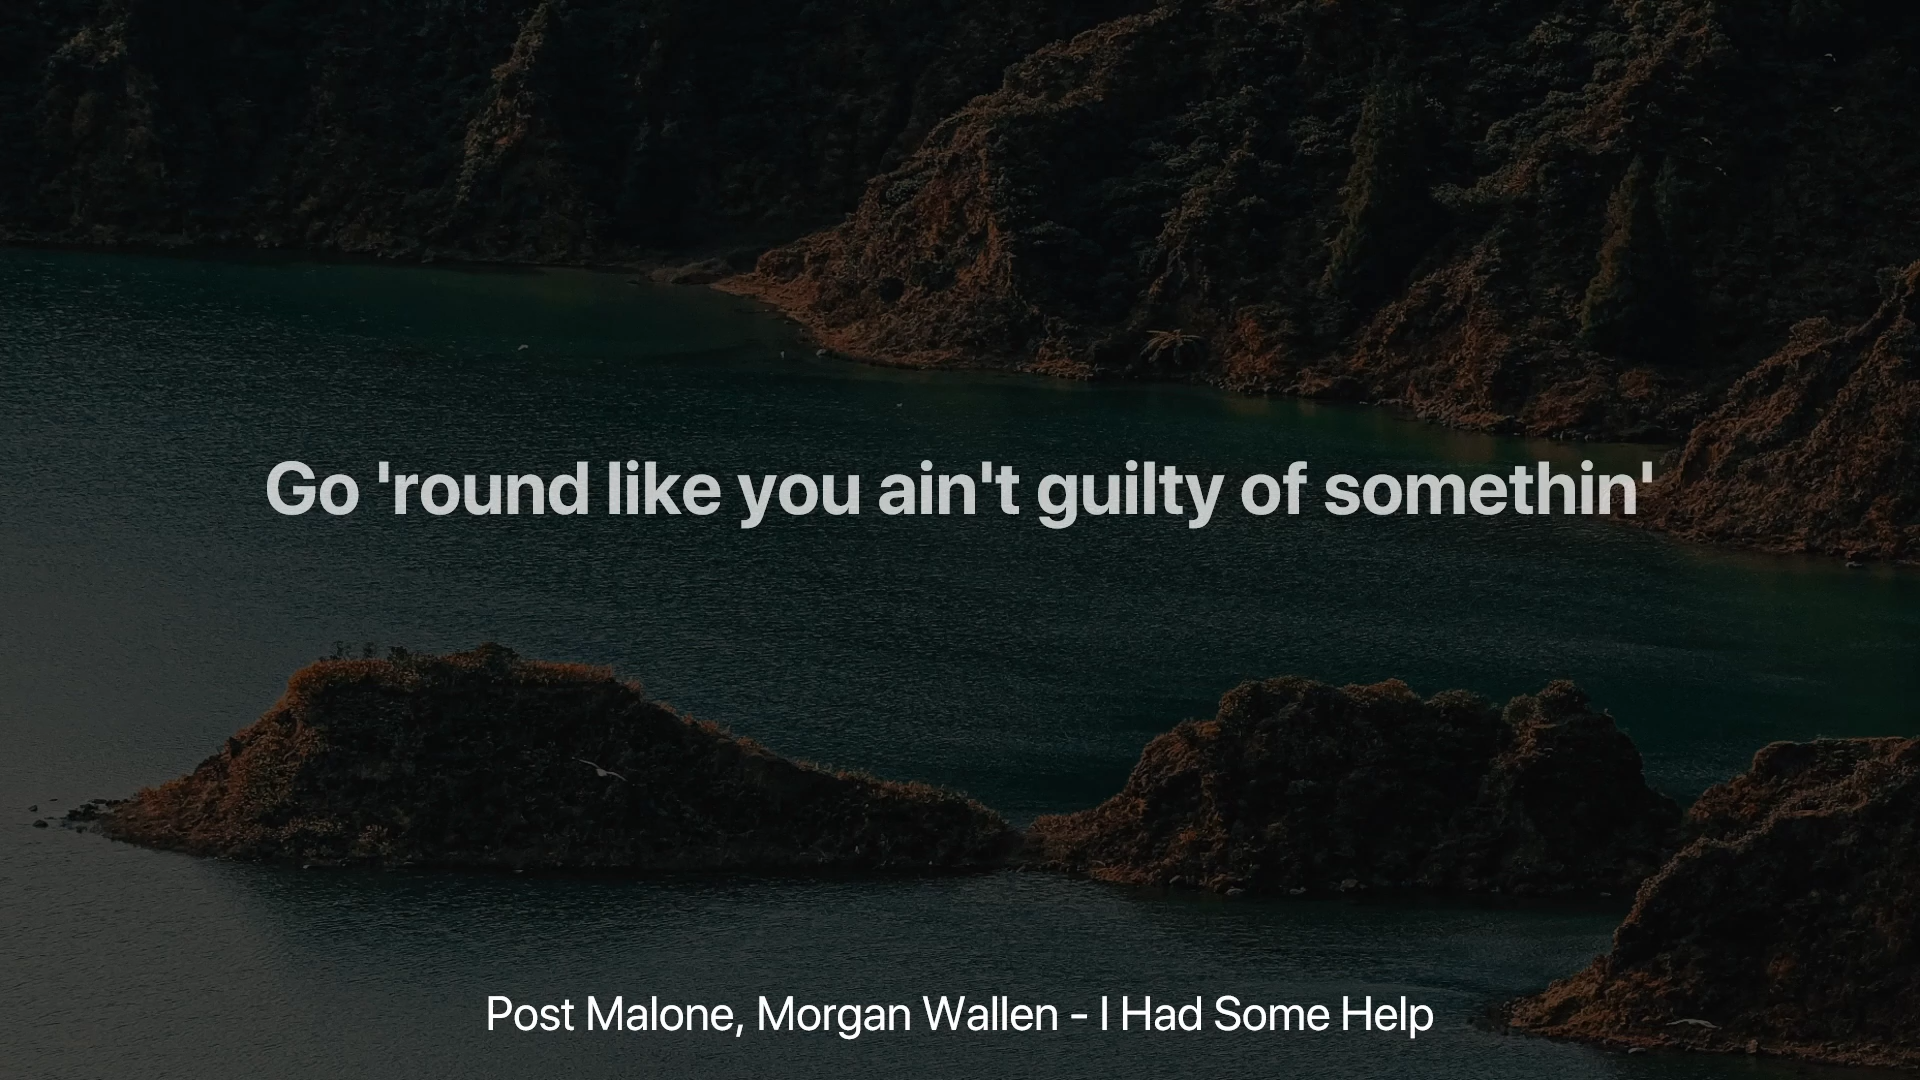 Go 'round like you ain't guilty of somethin'
Post Malone, Morgan Wallen - I Had Some Help